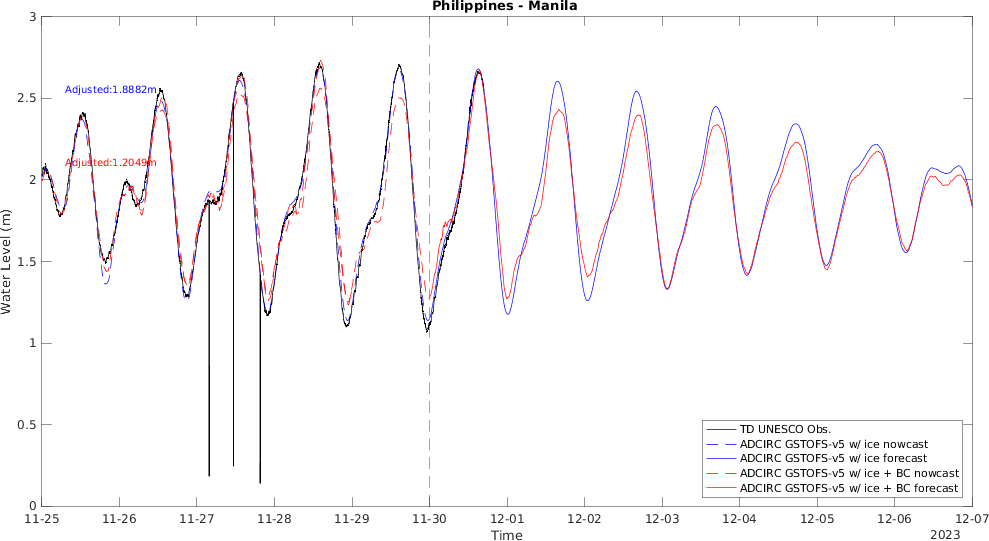 Philippines - Manila
3
2.5
2
1.5
1
0.5
0
Water Level (m)
Adjusted:1.8882m
Adjusted:1.2049m
TD UNESCO Obs.
ADCIRC GSTOFS-v5 w/ ice nowcast
ADCIRC GSTOFS-v5 w/ ice forecast
ADCIRC GSTOFS-v5 w/ ice + BC nowcast
ADCIRC GSTOFS-v5 w/ ice + BC forecast
11-25 11-26 11-27 11-28 11-29 11-30 12-01 12-02 12-03 12-04 12-05 12-06 12-07
Time
2023